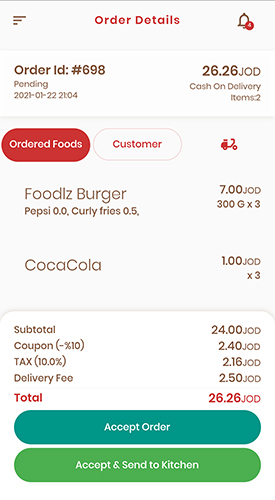 Order Details
4
Order Id: #698
26.26JOD
Pending
Cash On Delivery
2021-01-22 21:04
Items:2
Ordered Foods
Customer
Foodlz Burger
7.00JOD
Pepsi 0.0, Curly fries 0.5,
300 G x 3
CocaCola
1.00JOD
x 3
Subtotal 24.00JOD
Coupon (-%10) 2.40JOD
TAX (10.0%) 2.16JOD
Delivery Fee 2.50JOD
Total 26.26JOD
Accept Order
Accept & Send to Kitchen